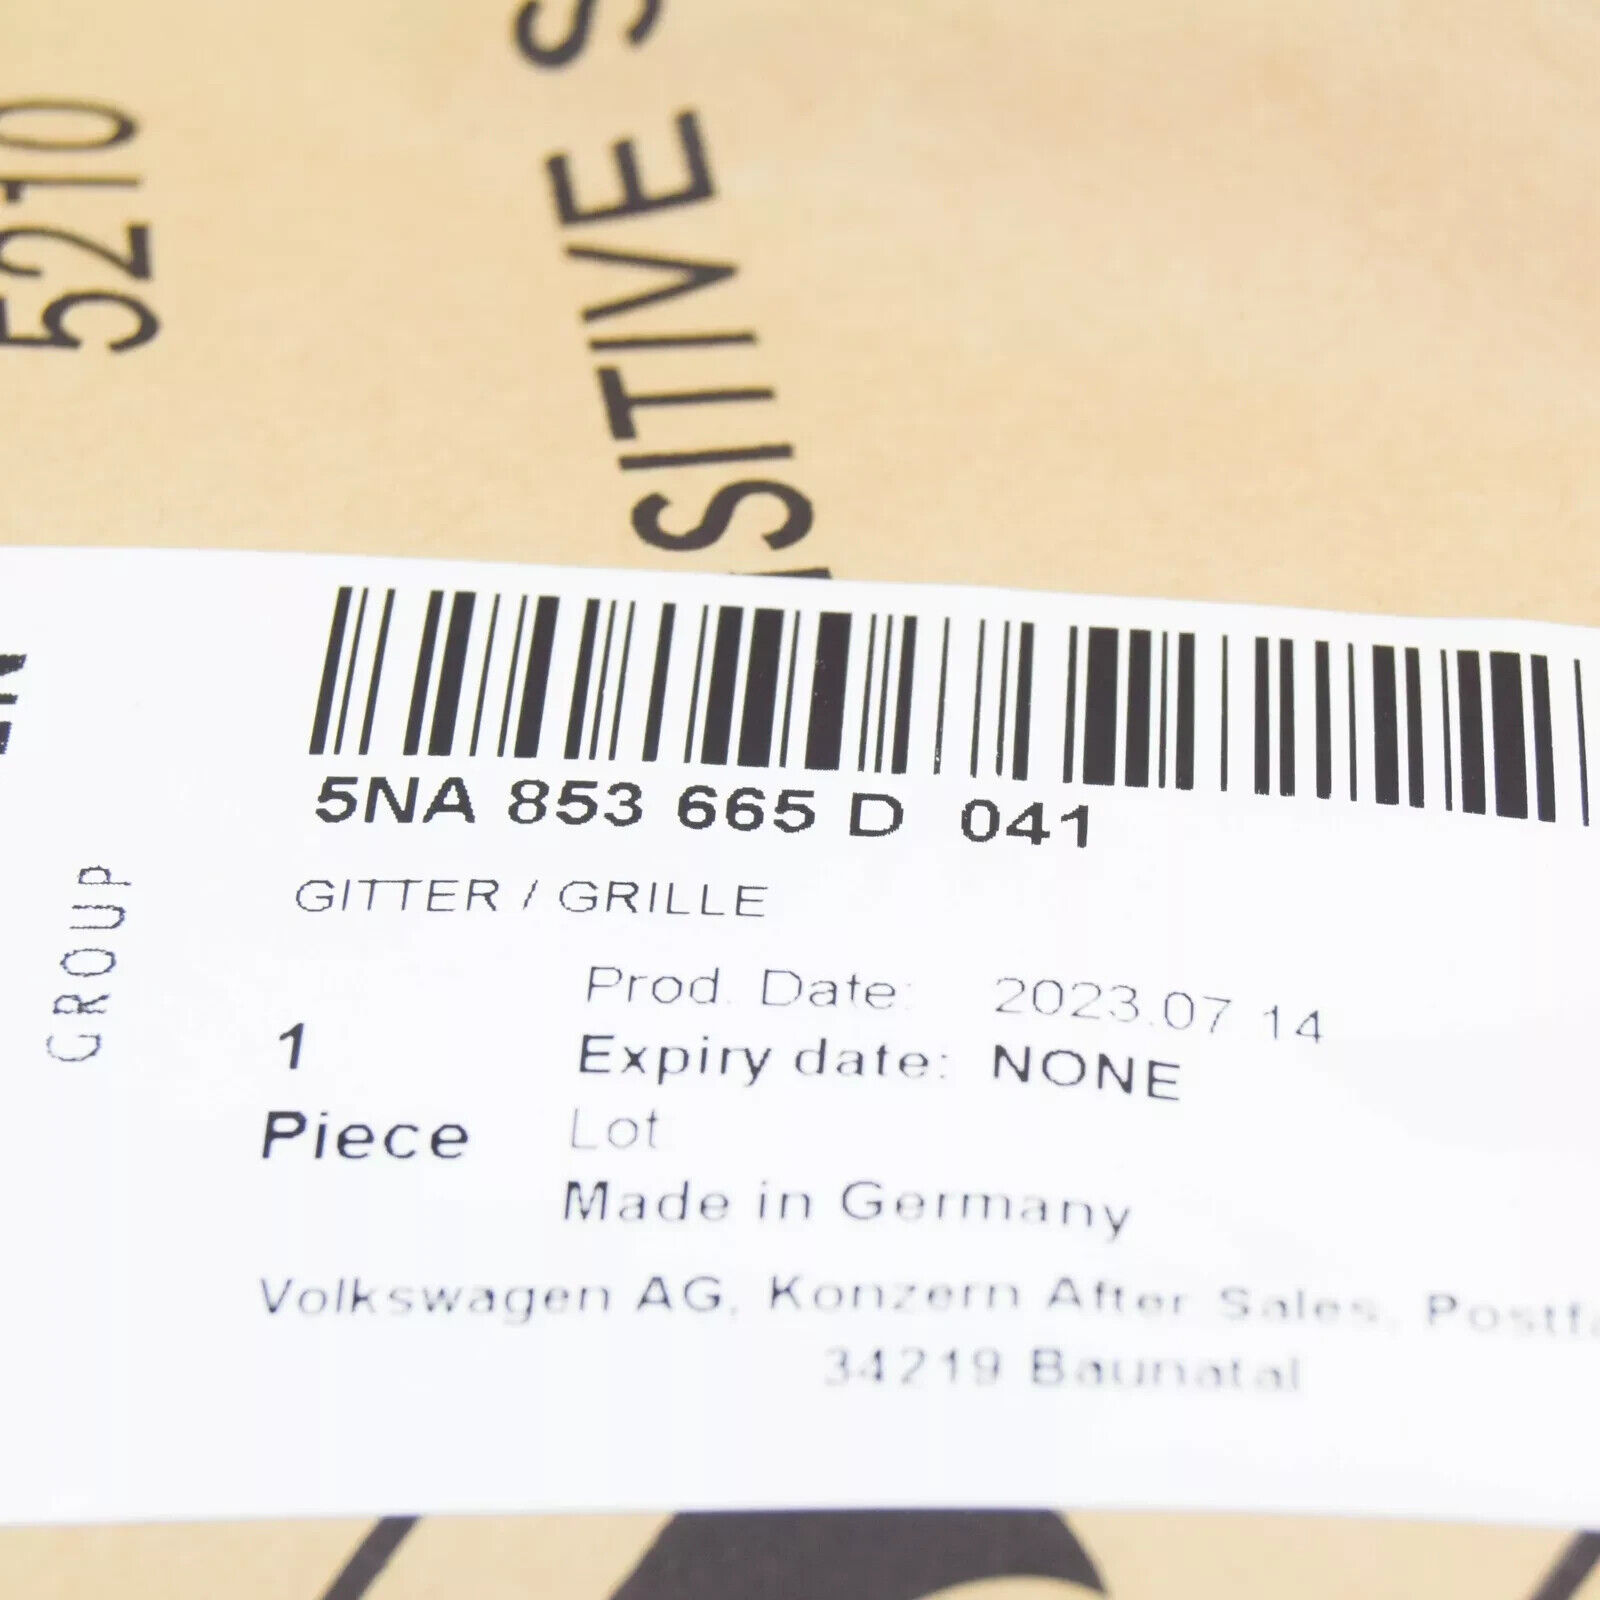 5210
SITIVE S
5NA 853 665 D 041
GITTER / GRILLE
GROUP
Prod. Date: 2023.07 14
1
Expiry date: NONE
Piece
Lot
Made in Germany
Volkswagen AG, Konzern After Sales, Postfa
34219 Baunatal